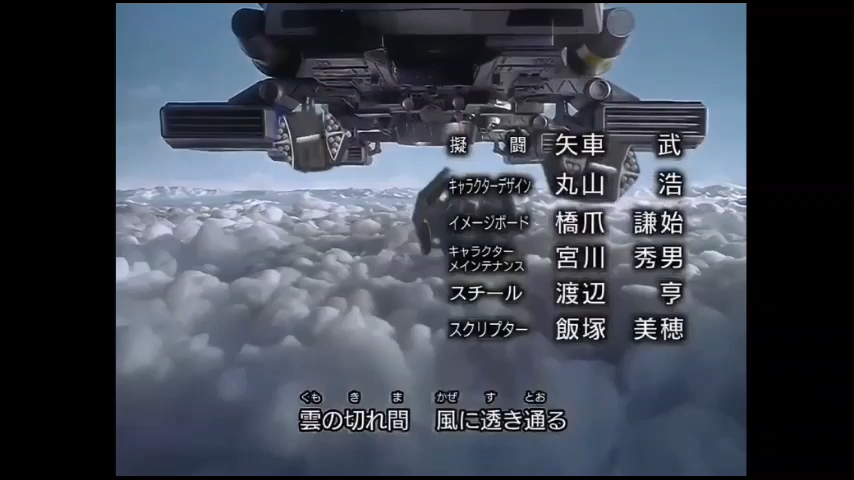 擬 闘 矢車 武
キャラクターデザイン 丸山 浩
イメージボード 橋爪 謙始
キャラクター
メインテナンス 宮川 秀男
スチール 渡辺 亨
スクリプター 飯塚 美穂
くも き ま かぜ す とお
雲の切れ間 風に透き通る